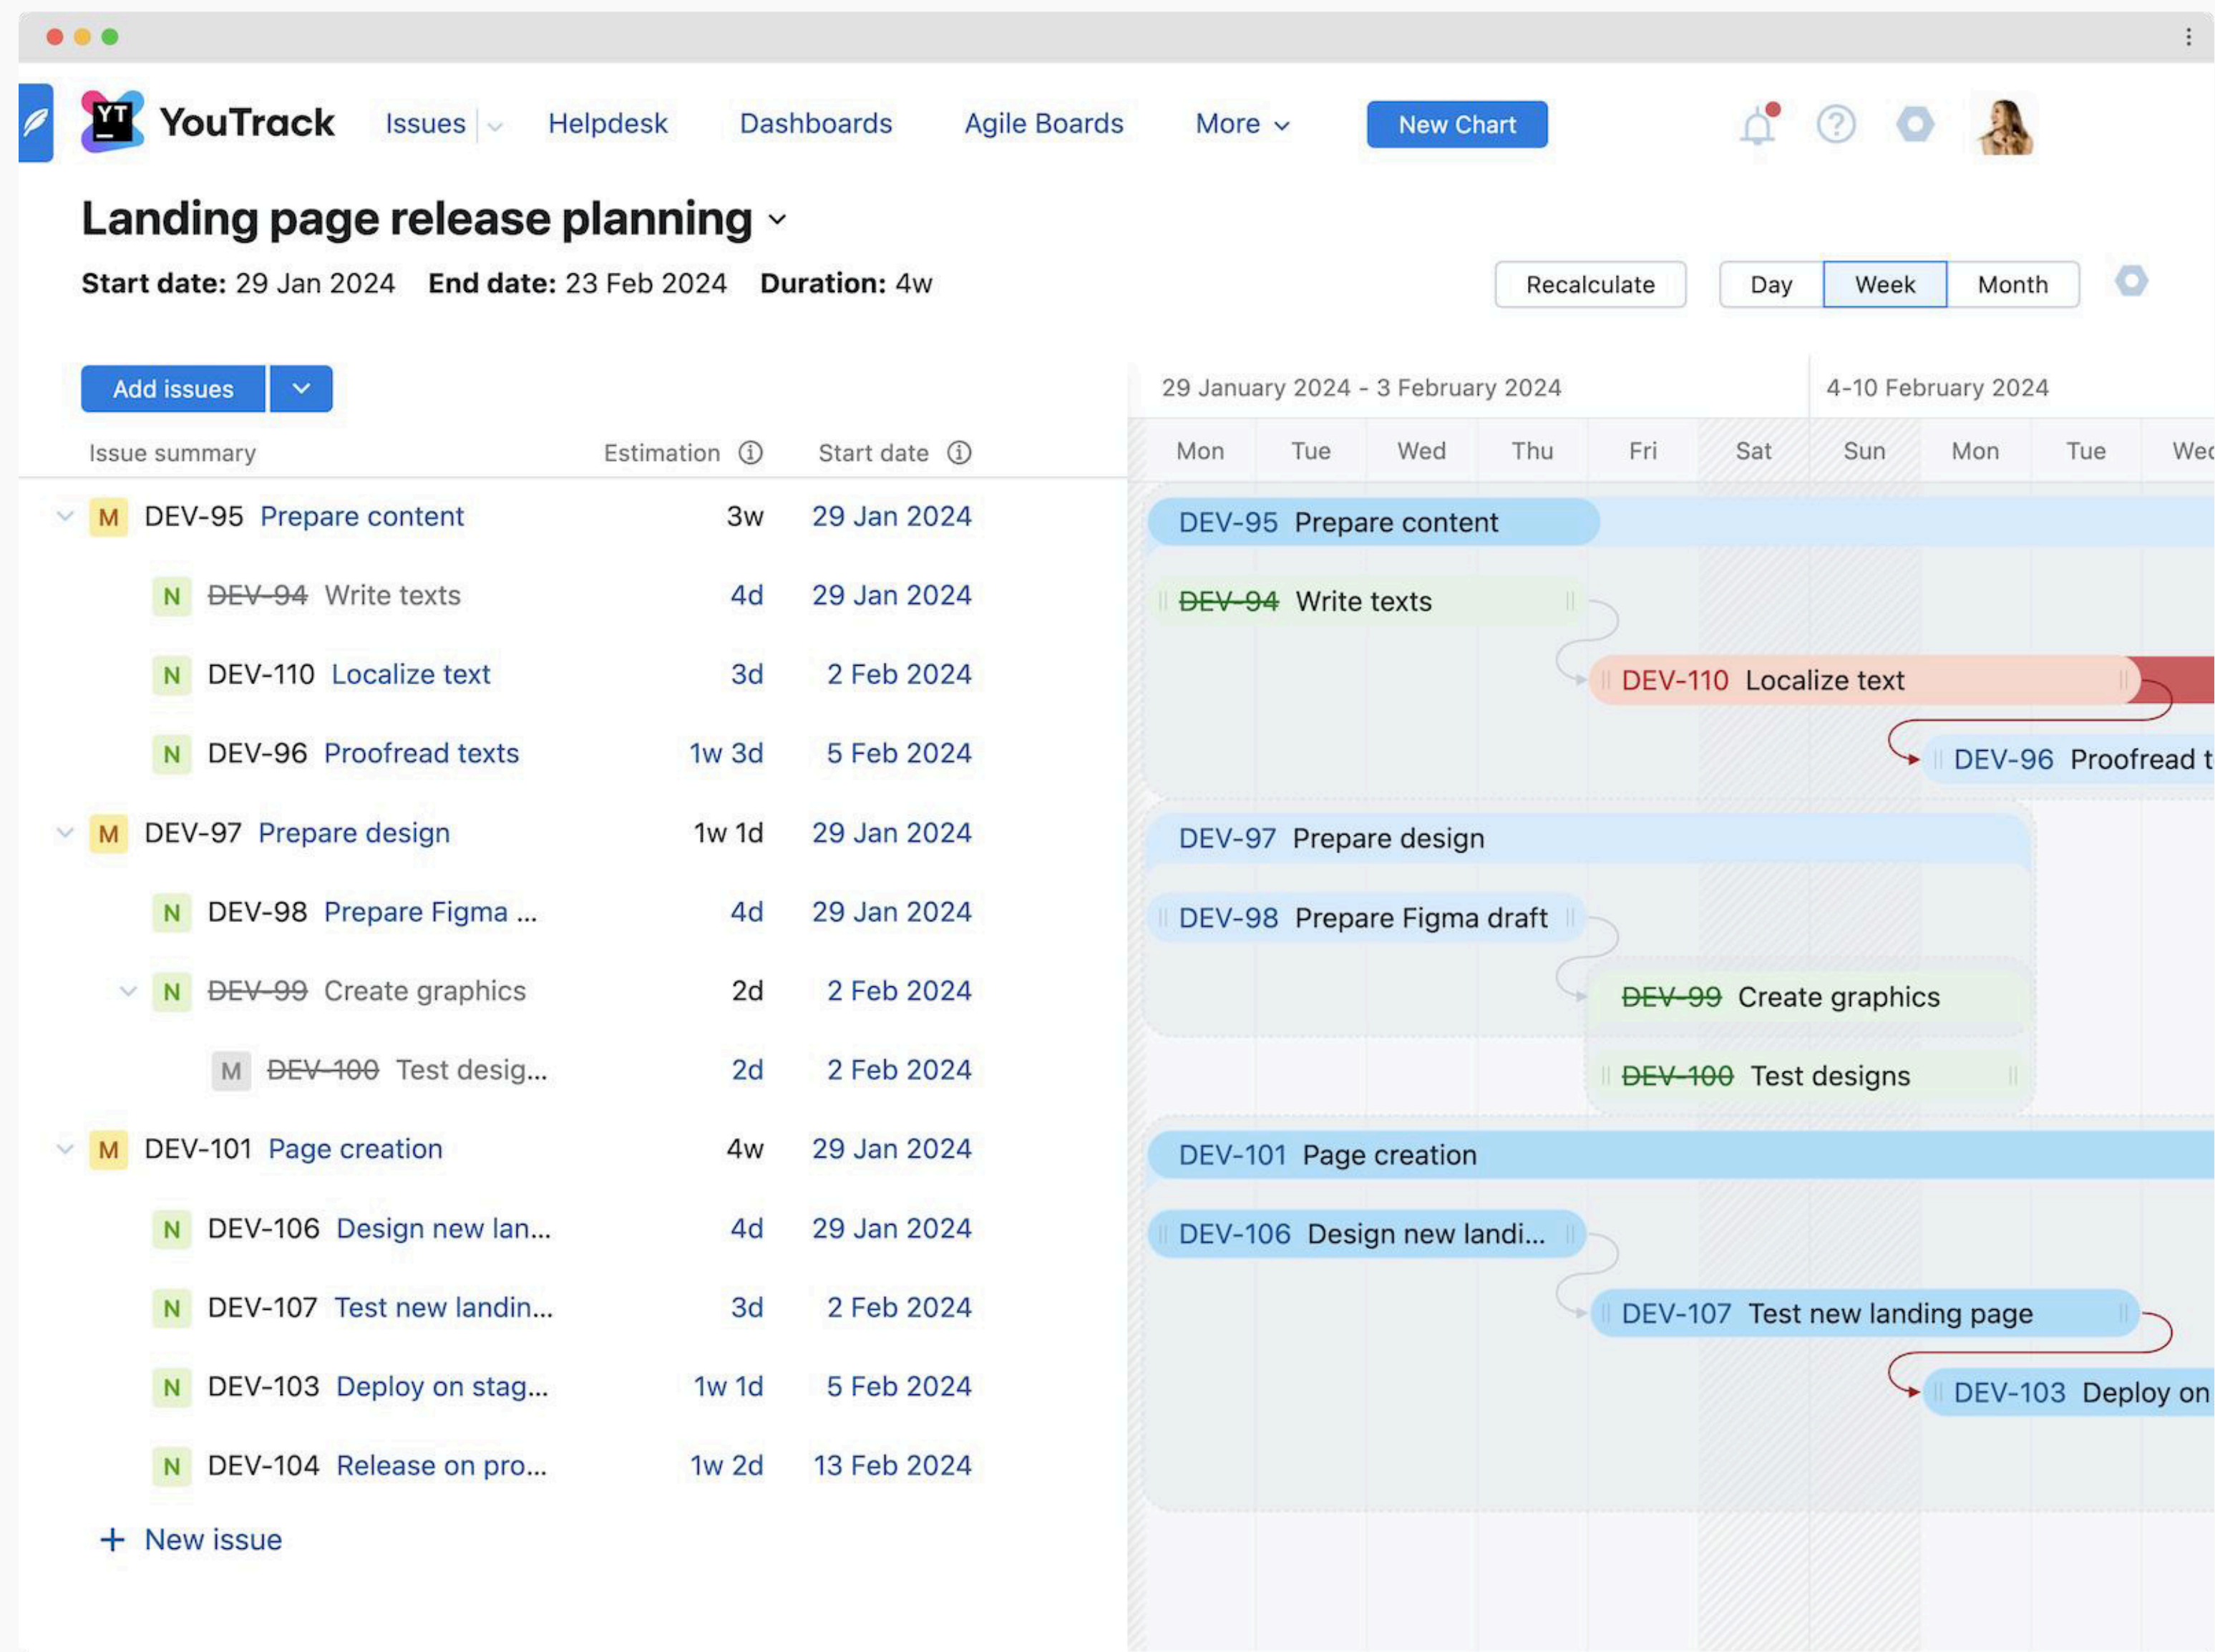 YT YouTrack Issues Helpdesk Dashboards Agile Boards More New Chart
Landing page release planning
Start date: 29 Jan 2024 End date: 23 Feb 2024 Duration: 4w
Recalculate Day Week Month
Add issues
29 January 2024 - 3 February 2024 4-10 February 2024
Issue summary Estimation Start date
Mon Tue Wed Thu Fri Sat Sun Mon Tue Wed
M DEV-95 Prepare content 3w 29 Jan 2024 DEV-95 Prepare content
N DEV-94 Write texts 4d 29 Jan 2024 DEV-94 Write texts
N DEV-110 Localize text 3d 2 Feb 2024 DEV-110 Localize text
N DEV-96 Proofread texts 1w 3d 5 Feb 2024 DEV-96 Proofread t
M DEV-97 Prepare design 1w 1d 29 Jan 2024 DEV-97 Prepare design
N DEV-98 Prepare Figma ... 4d 29 Jan 2024 DEV-98 Prepare Figma draft
N DEV-99 Create graphics 2d 2 Feb 2024 DEV-99 Create graphics
M DEV-100 Test desig... 2d 2 Feb 2024 DEV-100 Test designs
M DEV-101 Page creation 4w 29 Jan 2024 DEV-101 Page creation
N DEV-106 Design new lan... 4d 29 Jan 2024 DEV-106 Design new landi...
N DEV-107 Test new landin... 3d 2 Feb 2024 DEV-107 Test new landing page
N DEV-103 Deploy on stag... 1w 1d 5 Feb 2024 DEV-103 Deploy on
N DEV-104 Release on pro... 1w 2d 13 Feb 2024
+ New issue